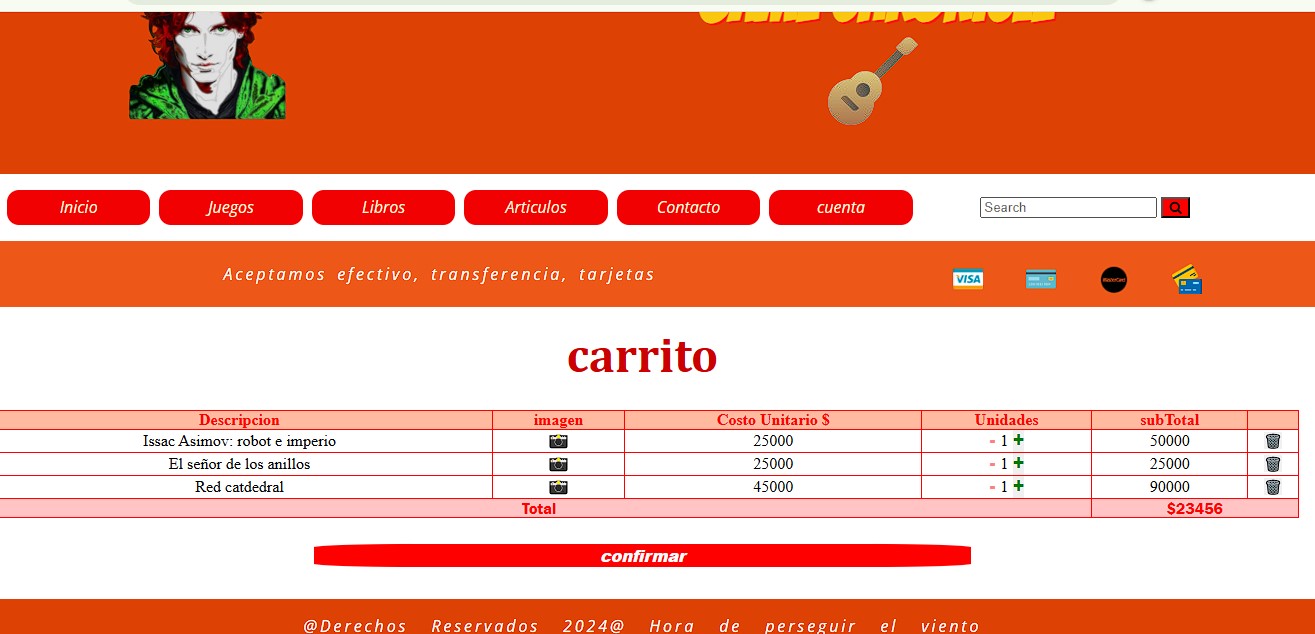 Inicio Juegos Libros Articulos Contacto cuenta Search
Aceptamos efectivo, transferencia, tarjetas VISA
carrito
Descripcion imagen Costo Unitario $ Unidades subTotal
Issac Asimov: robot e imperio 25000 - 1 + 50000
El señor de los anillos 25000 - 1 + 25000
Red catdedral 45000 - 1 + 90000
Total $23456
confirmar
@Derechos Reservados 2024@ Hora de perseguir el viento